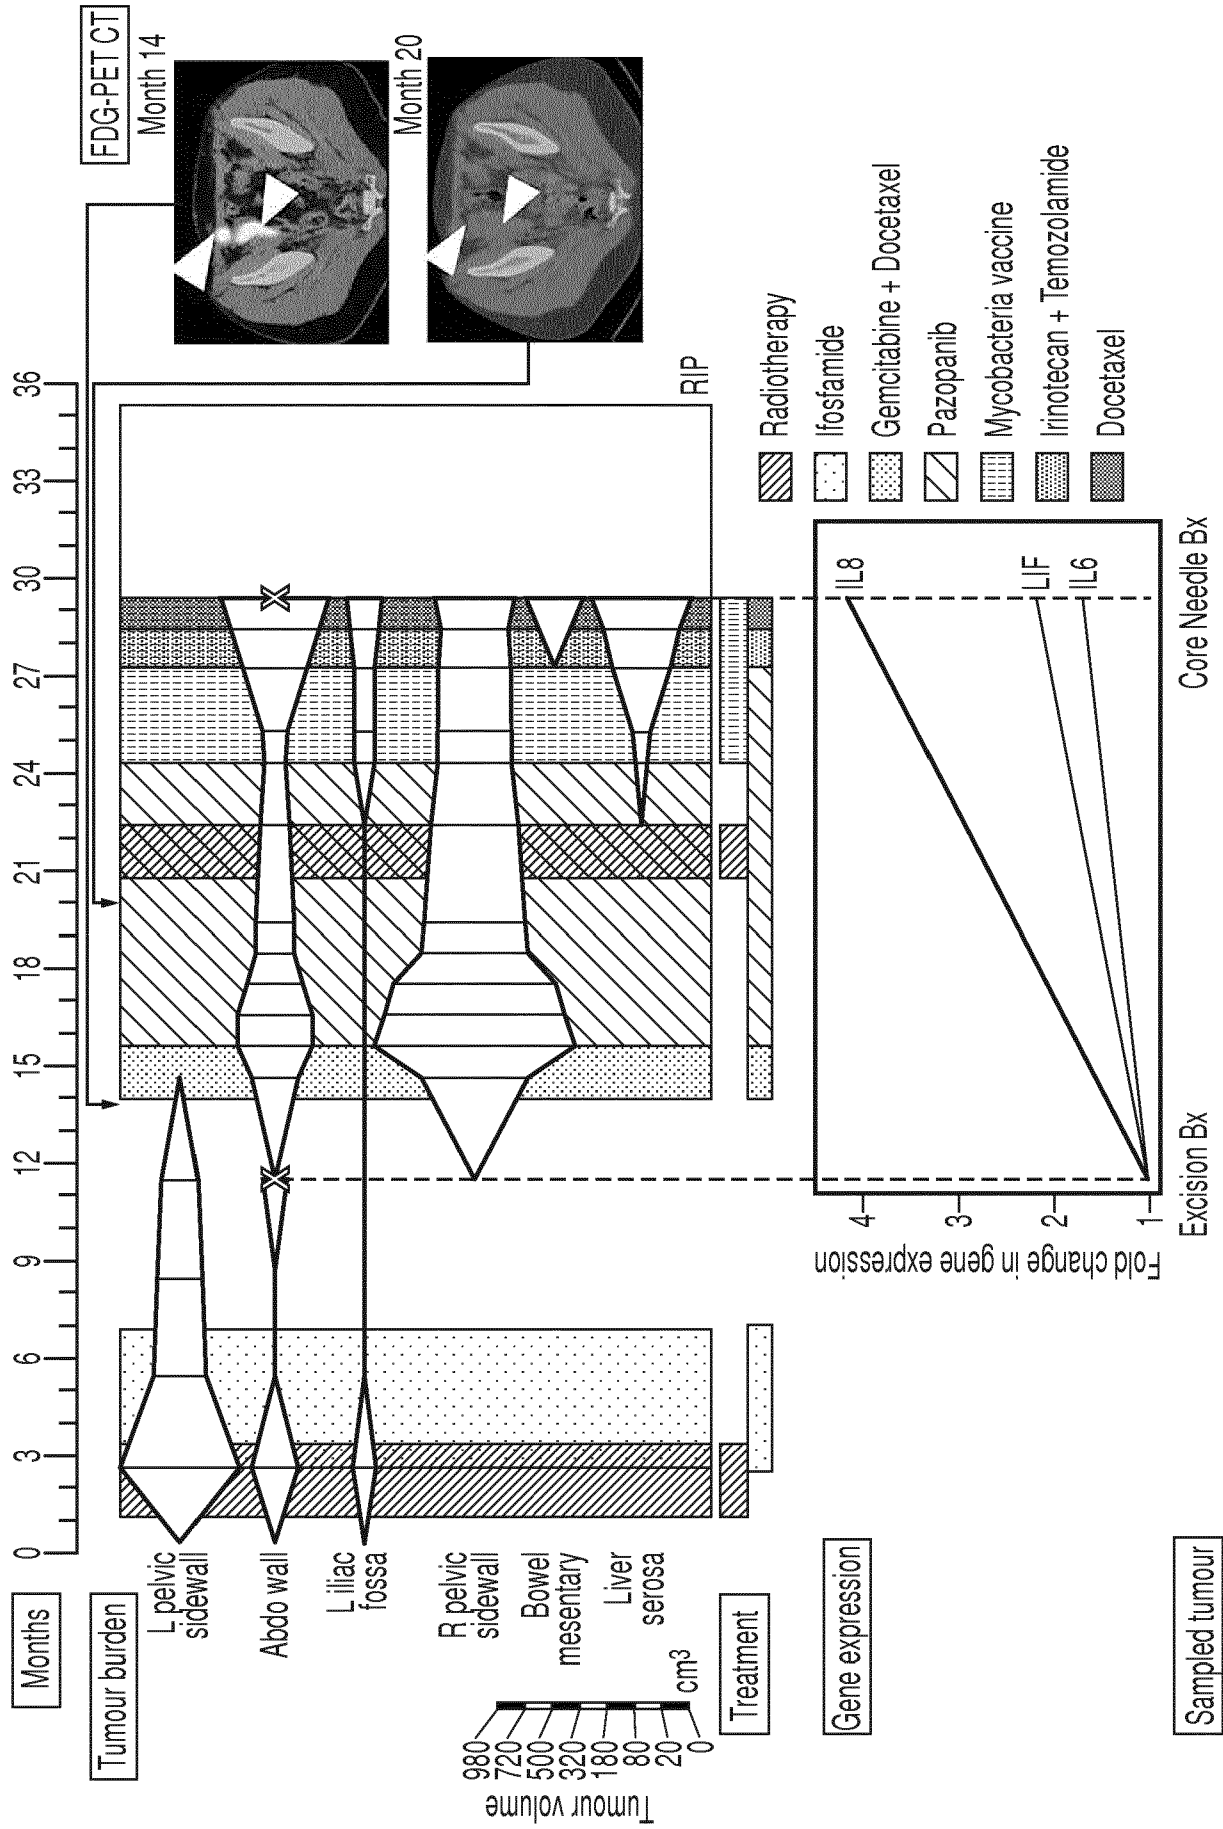 Months
0
3
6
9
12
15
18
21
24
27
30
33
36
FDG-PET CT
Month 14
Month 20
Tumour burden
L pelvic
sidewall
Abdo wall
L iliac
fossa
R pelvic
sidewall
Bowel
mesentary
Liver
serosa
RIP
Tumour volume
980
720
500
320
180
80
20
0
cm3
Treatment
Radiotherapy
Ifosfamide
Gemcitabine + Docetaxel
Pazopanib
Mycobacteria vaccine
Irinotecan + Temozolamide
Docetaxel
Gene expression
Fold change in gene expression
4
3
2
1
IL8
LIF
IL6
Sampled tumour
Excision Bx
Core Needle Bx